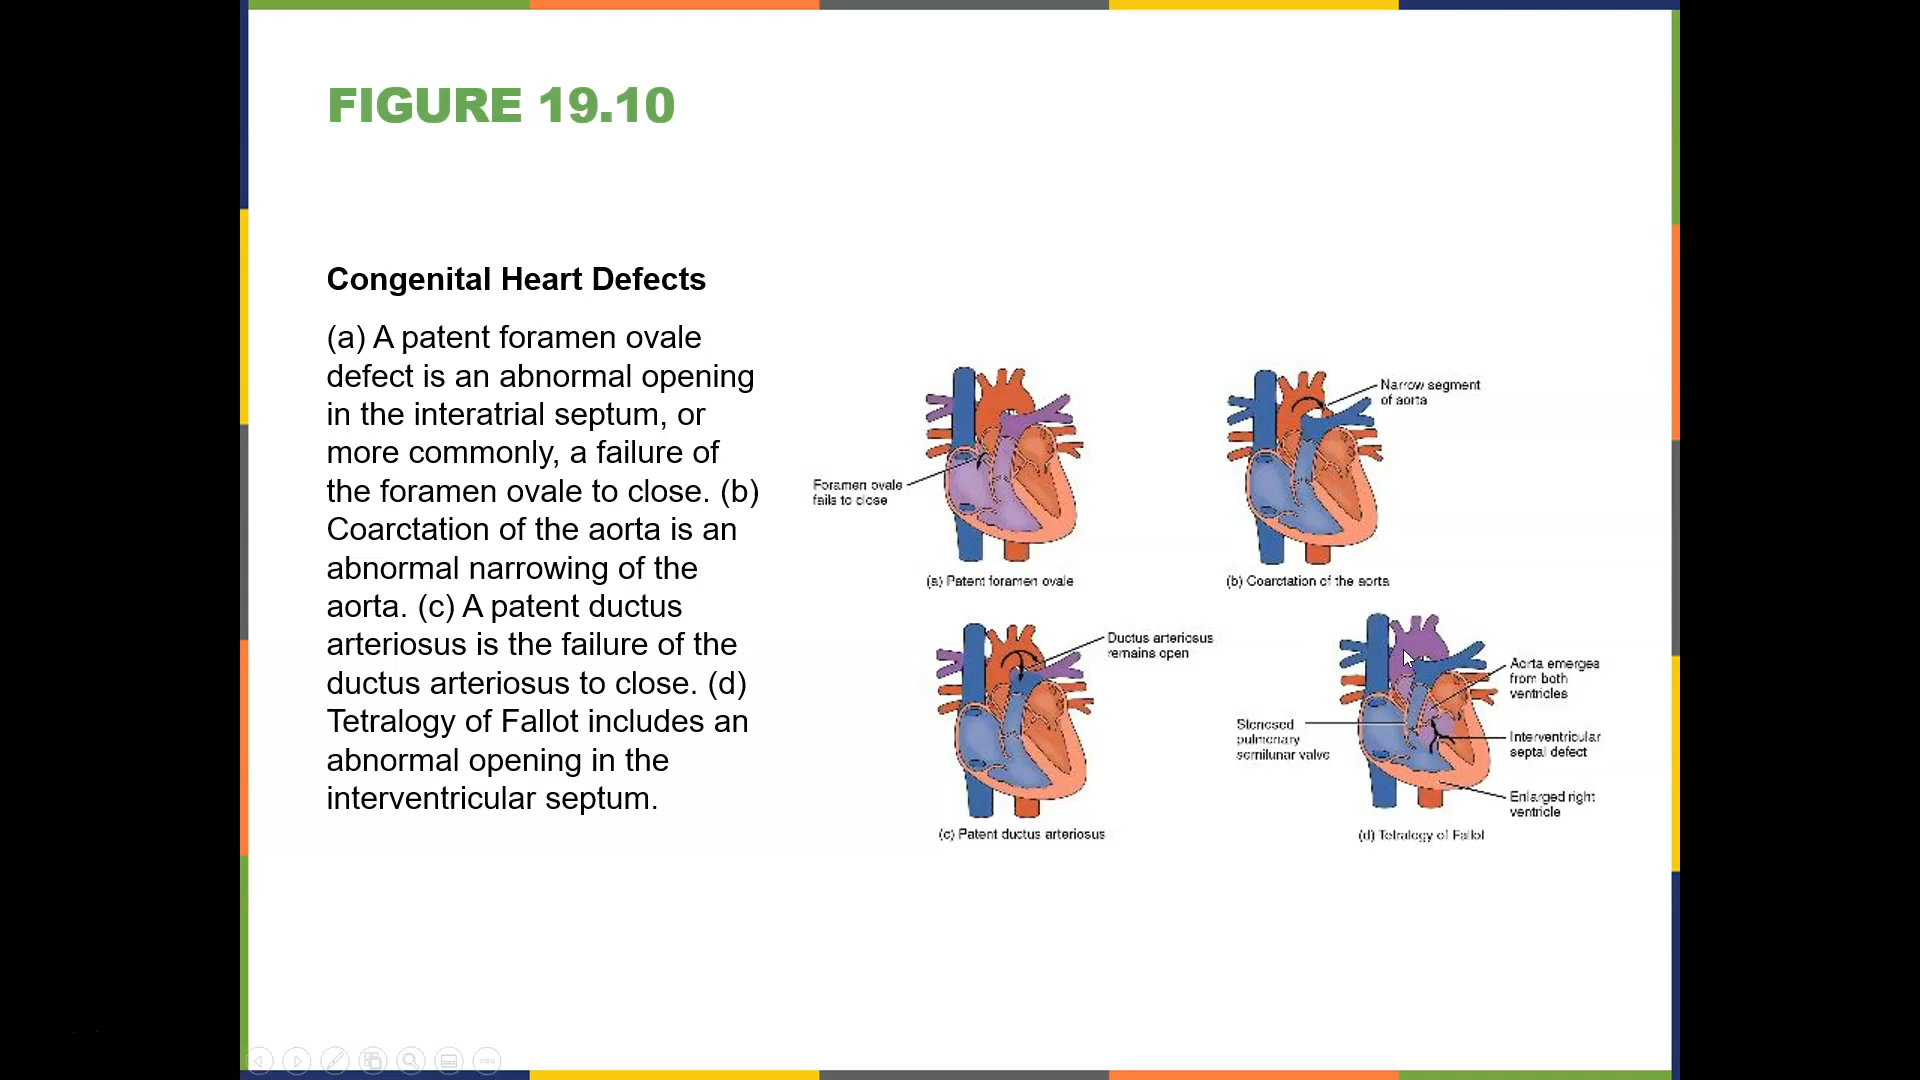 FIGURE 19.10
Congenital Heart Defects
(a) A patent foramen ovale
defect is an abnormal opening
in the interatrial septum, or
more commonly, a failure of
the foramen ovale to close. (b)
Coarctation of the aorta is an
abnormal narrowing of the
aorta. (c) A patent ductus
arteriosus is the failure of the
ductus arteriosus to close. (d)
Tetralogy of Fallot includes an
abnormal opening in the
interventricular septum.
Foramen ovale
fails to close
(a) Patent foramen ovale
Narrow segment
of aorta
(b) Coarctation of the aorta
Ductus arteriosus
remains open
(c) Patent ductus arteriosus
Aorta emerges
from both
ventricles
Stenosed
pulmonary
semilunar valve
Interventricular
septal defect
Enlarged right
ventricle
(d) Tetralogy of Fallot